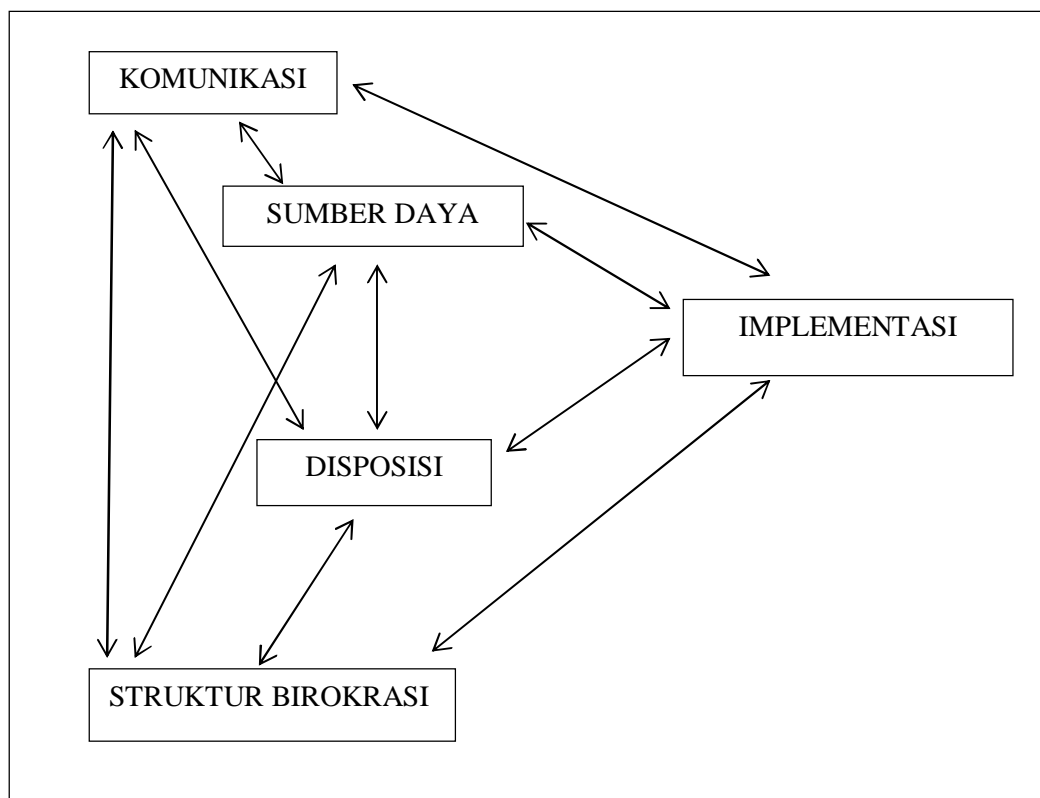 KOMUNIKASI
SUMBER DAYA
IMPLEMENTASI
DISPOSISI
STRUKTUR BIROKRASI